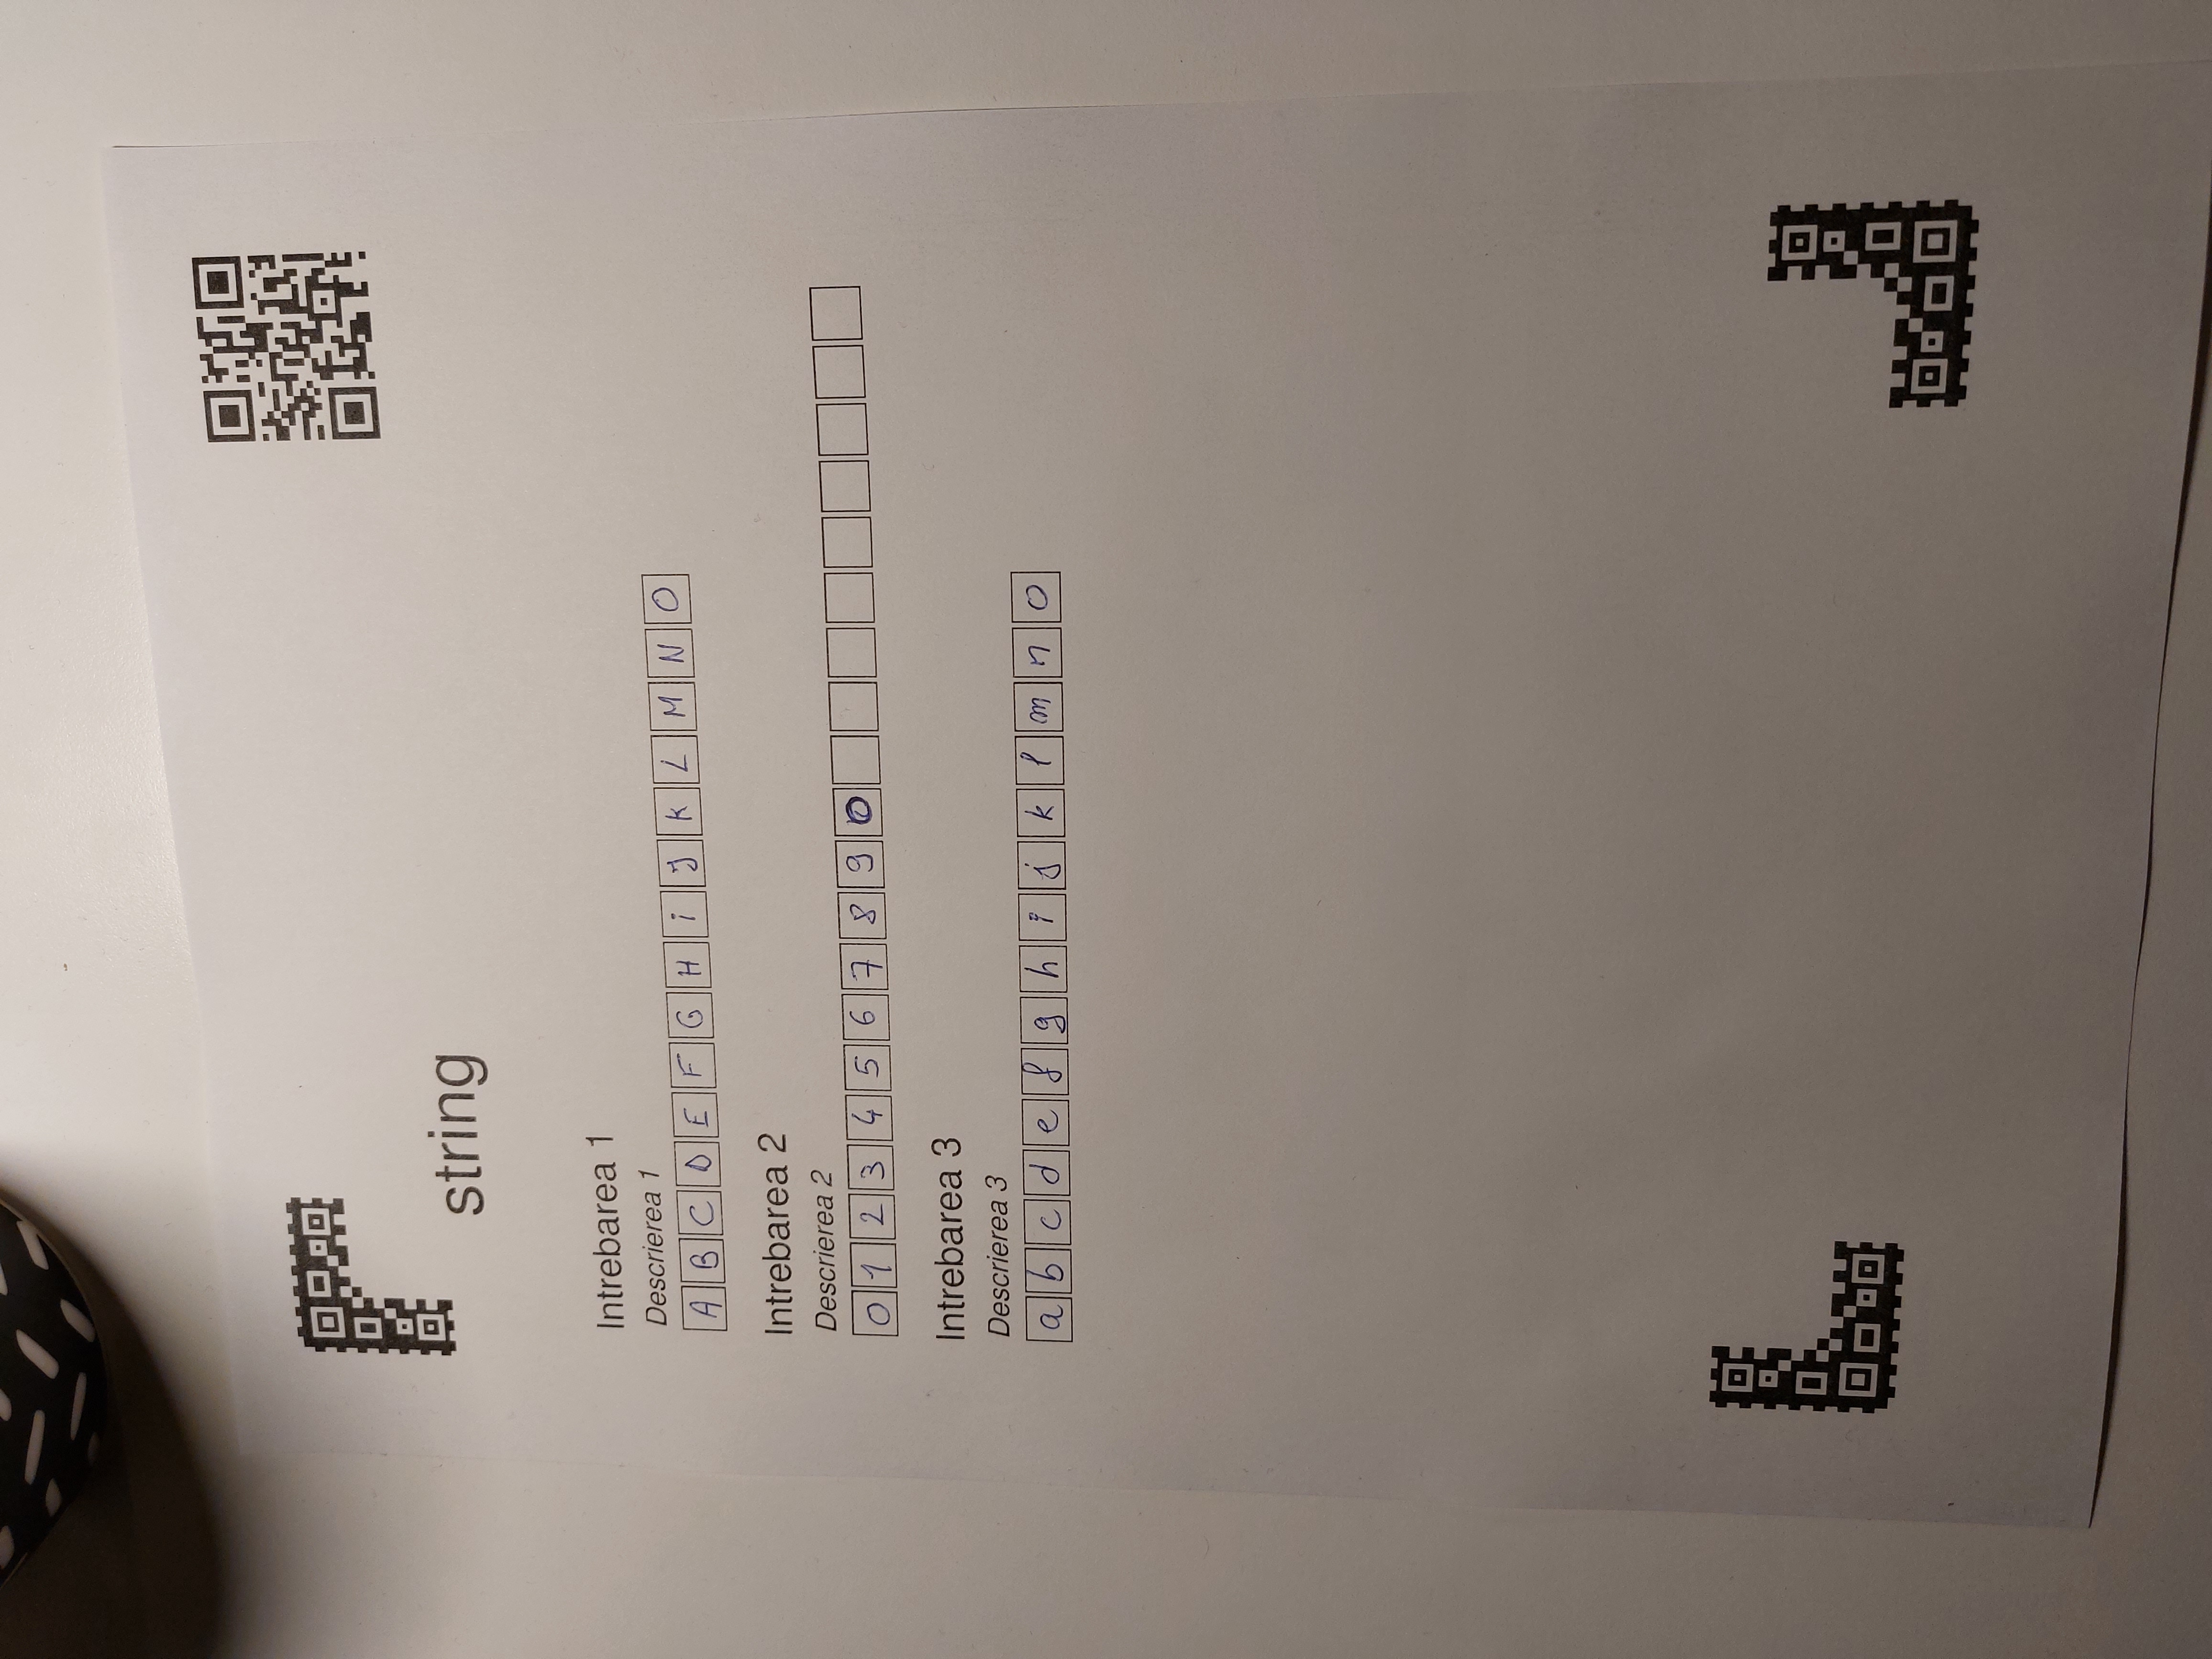 string
Intrebarea 1
Descrierea 1
A B C D E F G H i J K L M N O
Intrebarea 2
Descrierea 2
0 1 2 3 4 5 6 7 8 9 0
Intrebarea 3
Descrierea 3
a b c d e f g h i j k l m n o